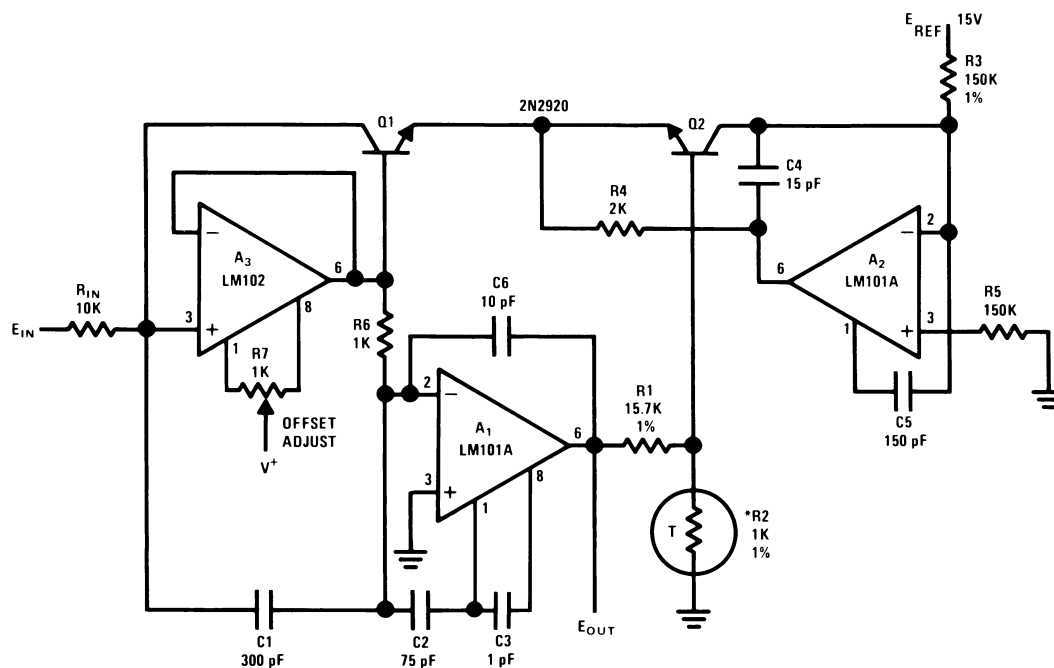 E REF 15V
R3
150K
1%
2N2920
Q1
Q2
C4
15 pF
R4
2K
−
A3
LM102
6
8
3
+
1
RIN
10K
EIN
R7
1K
OFFSET
ADJUST
V+
R6
1K
C6
10 pF
2
−
A1
LM101A
6
8
3
+
1
R1
15.7K
1%
2
−
A2
LM101A
6
3
+
1
R5
150K
C5
150 pF
T
*R2
1K
1%
C1
300 pF
C2
75 pF
C3
1 pF
EOUT